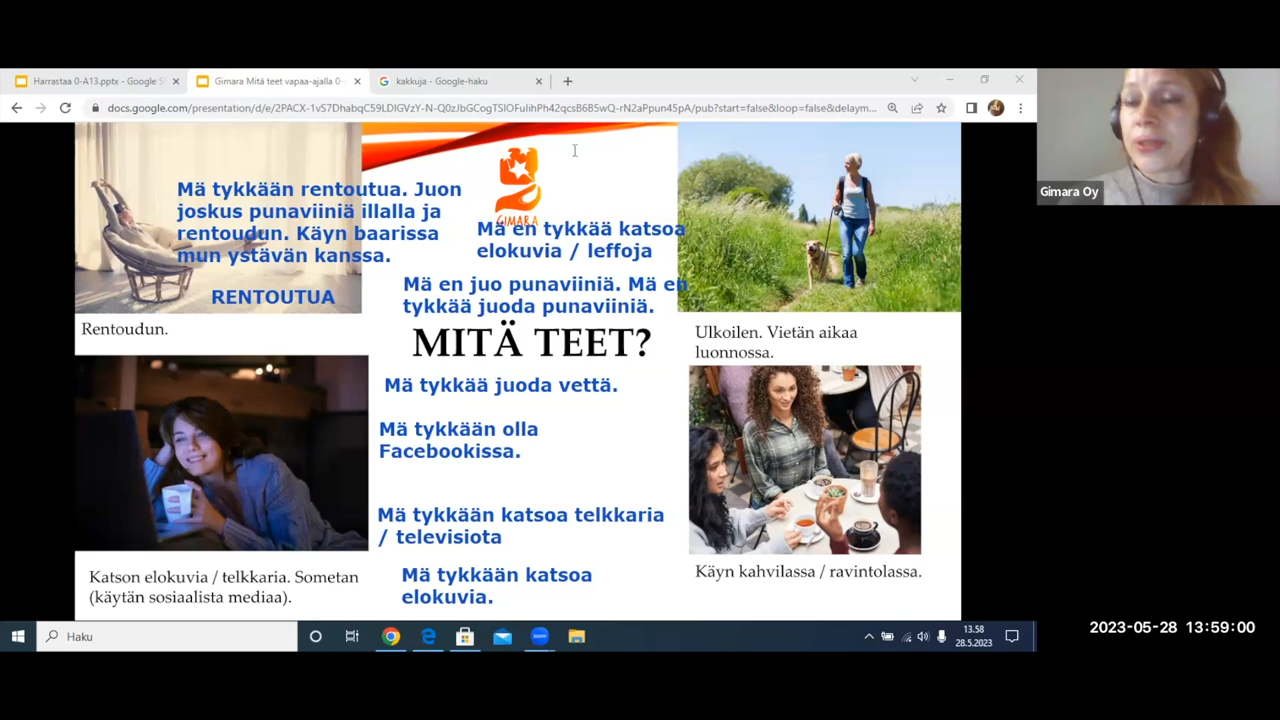 Harrastaa 0-A13.pptx - Google S
Gimara Mitä teet vapaa-ajalla 0-
kakkuja - Google-haku
docs.google.com/presentation/d/e/2PACX-1vS7DhabqC59LDlGVzY-N-Q0zJbGCogTSlOFulihPh42qcsB6B5wQ-rN2aPpun45pA/pub?start=false&loop=false&delaym...
Gimara Oy
Mä tykkään rentoutua. Juon
joskus punaviiniä illalla ja
rentoudun. Käyn baarissa
mun ystävän kanssa.
RENTOUTUA
Rentoudun.
GIMARA
Mä en tykkää katsoa
elokuvia / leffoja
Mä en juo punaviiniä. Mä en
tykkää juoda punaviiniä.
MITÄ TEET?
Mä tykkää juoda vettä.
Mä tykkään olla
Facebookissa.
Mä tykkään katsoa telkkaria
/ televisiota
Mä tykkään katsoa
elokuvia.
Ulkoilen. Vietän aikaa
luonnossa.
Katson elokuvia / telkkaria. Sometan
(käytän sosiaalista mediaa).
Käyn kahvilassa / ravintolassa.
Haku
zoom
13.58
28.5.2023
2023-05-28 13:59:00